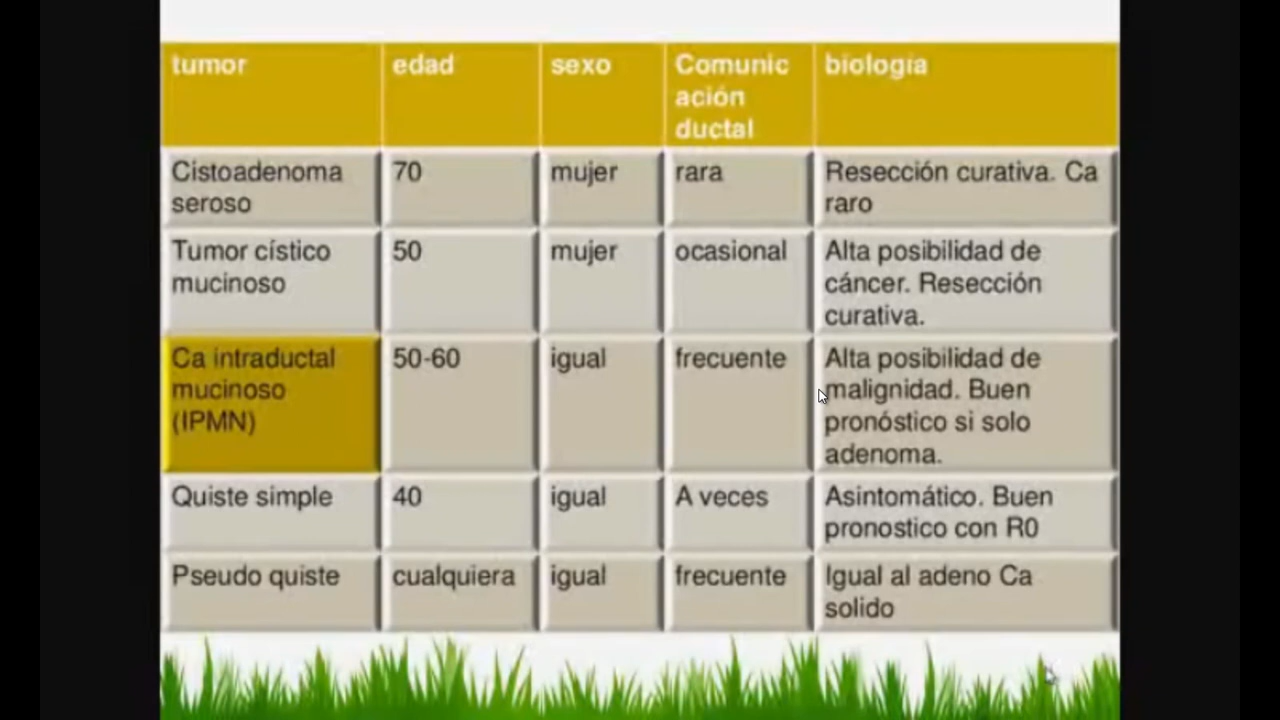 tumor edad sexo Comunic biologia
ación
ductal
Cistoadenoma 70 mujer rara Resección curativa. Ca
seroso raro
Tumor cístico 50 mujer ocasional Alta posibilidad de
mucinoso cáncer. Resección
curativa.
Ca intraductal 50-60 igual frecuente Alta posibilidad de
mucinoso malignidad. Buen
(IPMN) pronóstico si solo
adenoma.
Quiste simple 40 igual A veces Asintomático. Buen
pronostico con R0
Pseudo quiste cualquiera igual frecuente Igual al adeno Ca
solido